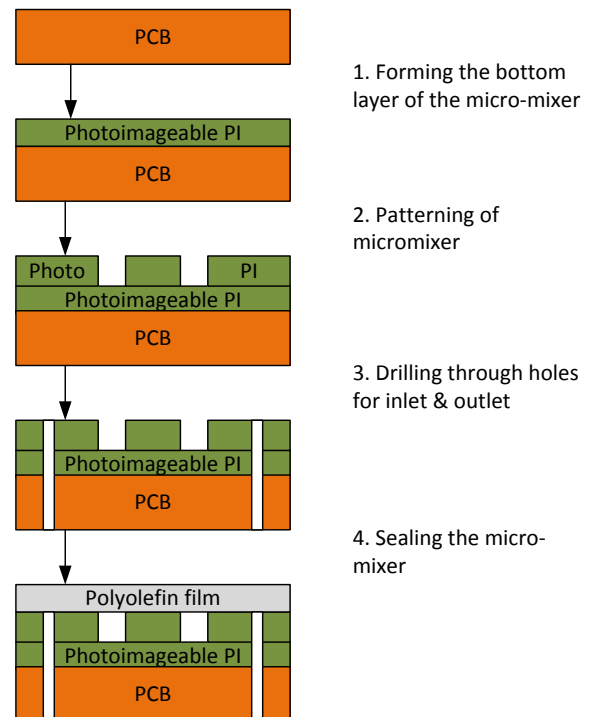 PCB
1. Forming the bottom
layer of the micro-mixer
Photoimageable PI
PCB
2. Patterning of
micromixer
Photo PI
Photoimageable PI
PCB
3. Drilling through holes
for inlet & outlet
Photoimageable PI
PCB
4. Sealing the micro-
mixer
Polyolefin film
Photoimageable PI
PCB